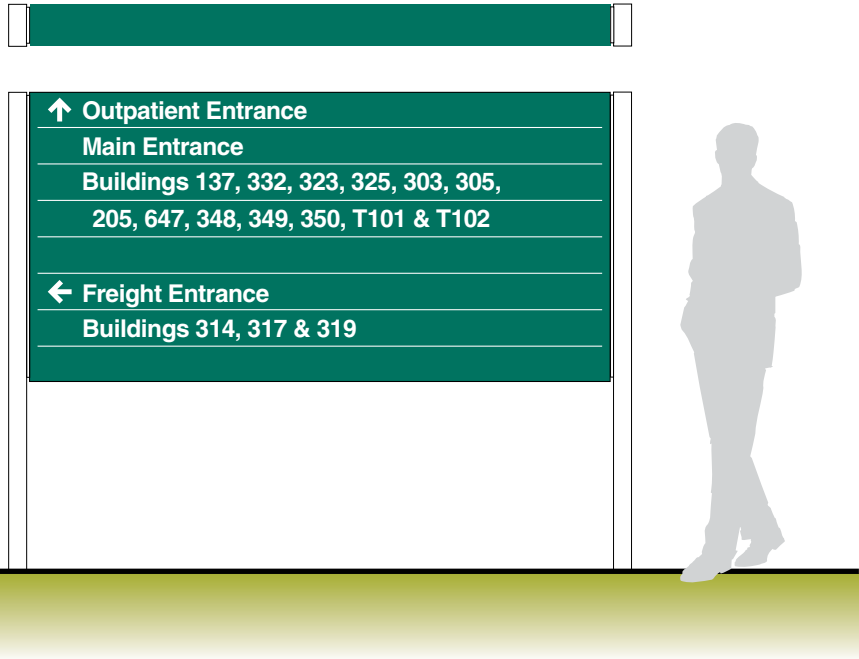 ↑ Outpatient Entrance
Main Entrance
Buildings 137, 332, 323, 325, 303, 305,
205, 647, 348, 349, 350, T101 & T102
← Freight Entrance
Buildings 314, 317 & 319